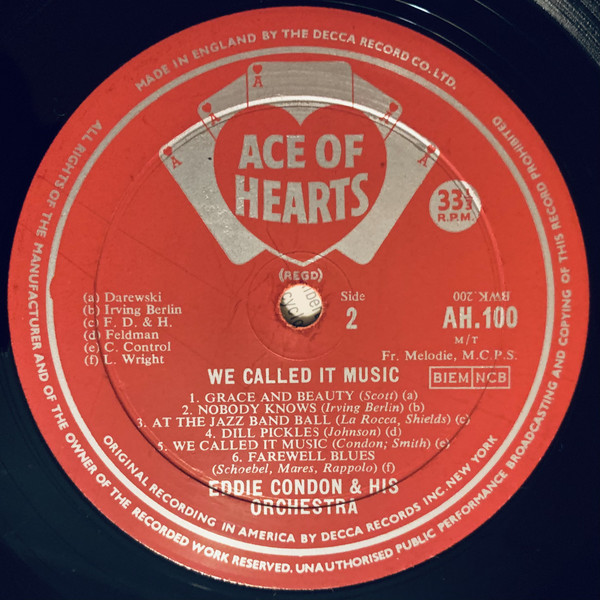 MADE IN ENGLAND BY THE DECCA RECORD CO. LTD.
ALL RIGHTS OF THE MANUFACTURER AND OF THE OWNER OF THE RECORDED WORK RESERVED. UNAUTHORISED PUBLIC PERFORMANCE BROADCASTING AND COPYING OF THIS RECORD PROHIBITED
A
A
A
A
ACE OF
HEARTS
(REGD)
33⅓
R.P.M.
(a) Darewski
(b) Irving Berlin
(c) F. D. & H.
(d) Feldman
(e) C. Control
(f) L. Wright
Side
2
BWK.200
AH.100
M/T
Fr. Melodie, M.C.P.S.
BIEM NCB
WE CALLED IT MUSIC
1. GRACE AND BEAUTY (Scott) (a)
2. NOBODY KNOWS (Irving Berlin) (b)
3. AT THE JAZZ BAND BALL (La Rocca, Shields) (c)
4. DILL PICKLES (Johnson) (d)
5. WE CALLED IT MUSIC (Condon; Smith) (e)
6. FAREWELL BLUES
(Schoebel, Mares, Rappolo) (f)
EDDIE CONDON & HIS
ORCHESTRA
ORIGINAL RECORDING IN AMERICA BY DECCA RECORDS INC. NEW YORK